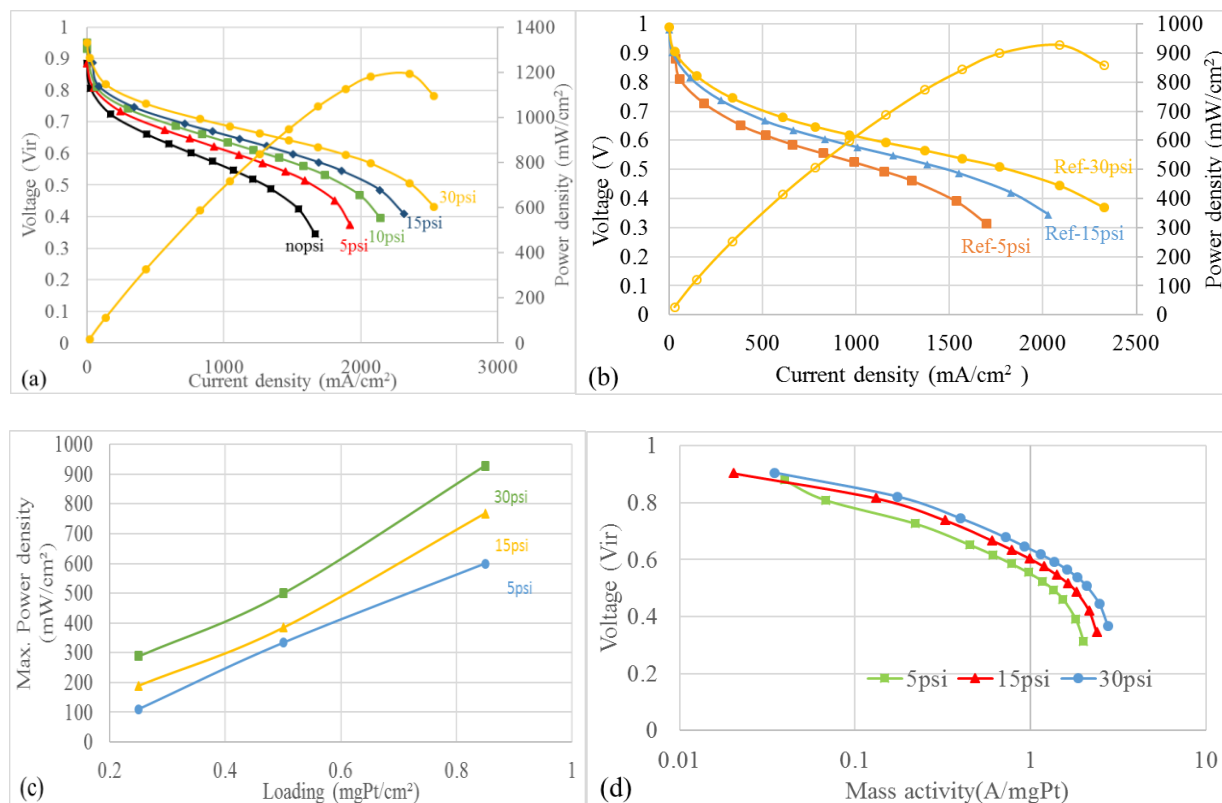 1
0.9
0.8
0.7
0.6
0.5
0.4
0.3
0.2
0.1
0
Voltage (Vir)
0
1000
2000
3000
Current density (mA/cm²)
1400
1200
1000
800
600
400
200
0
Power density (mW/cm²)
nopsi
5psi
10psi
15psi
30psi
(a)
1
0.9
0.8
0.7
0.6
0.5
0.4
0.3
0.2
0.1
0
Voltage (V)
0
500
1000
1500
2000
2500
Current density (mA/cm² )
1000
900
800
700
600
500
400
300
200
100
0
Power density (mW/cm²)
Ref-30psi
Ref-15psi
Ref-5psi
(b)
1000
900
800
700
600
500
400
300
200
100
0
Max. Power density
(mW/cm²)
30psi
15psi
5psi
0.2
0.4
0.6
0.8
1
Loading (mgPt/cm²)
(c)
1
0.8
0.6
0.4
0.2
0
Voltage (Vir)
5psi
15psi
30psi
0.01
0.1
1
10
Mass activity(A/mgPt)
(d)